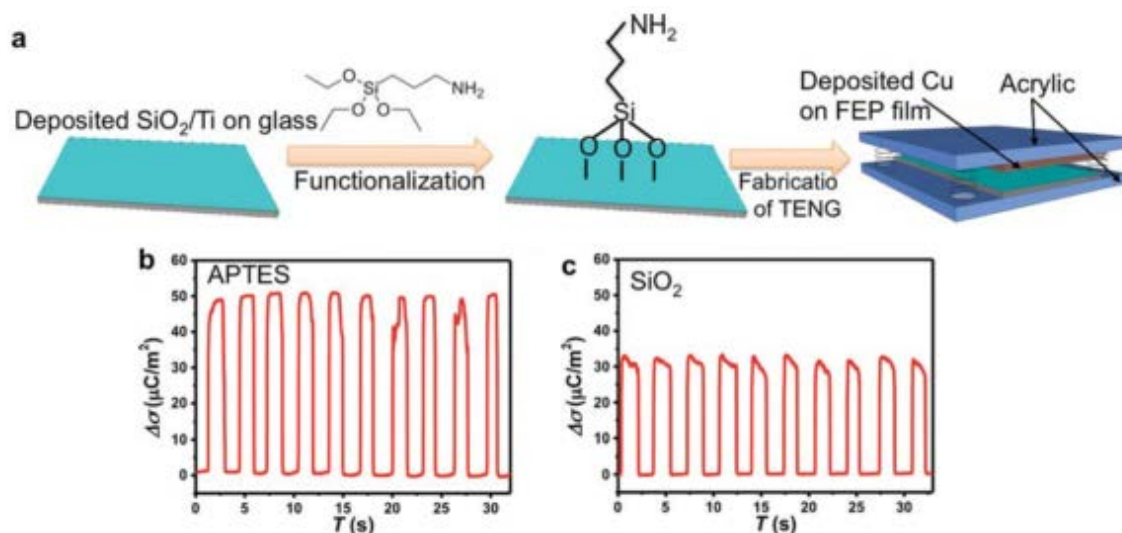 a
Deposited SiO₂/Ti on glass
O
O Si NH₂
O
Functionalization
NH₂
Si
O O O
Fabricatio
of TENG
Deposited Cu
on FEP film
Acrylic
b
APTES
Δσ (μC/m²)
60
50
40
30
20
10
0
0 5 10 15 20 25 30
T (s)
c
SiO₂
Δσ (μC/m²)
60
50
40
30
20
10
0
0 5 10 15 20 25 30
T (s)